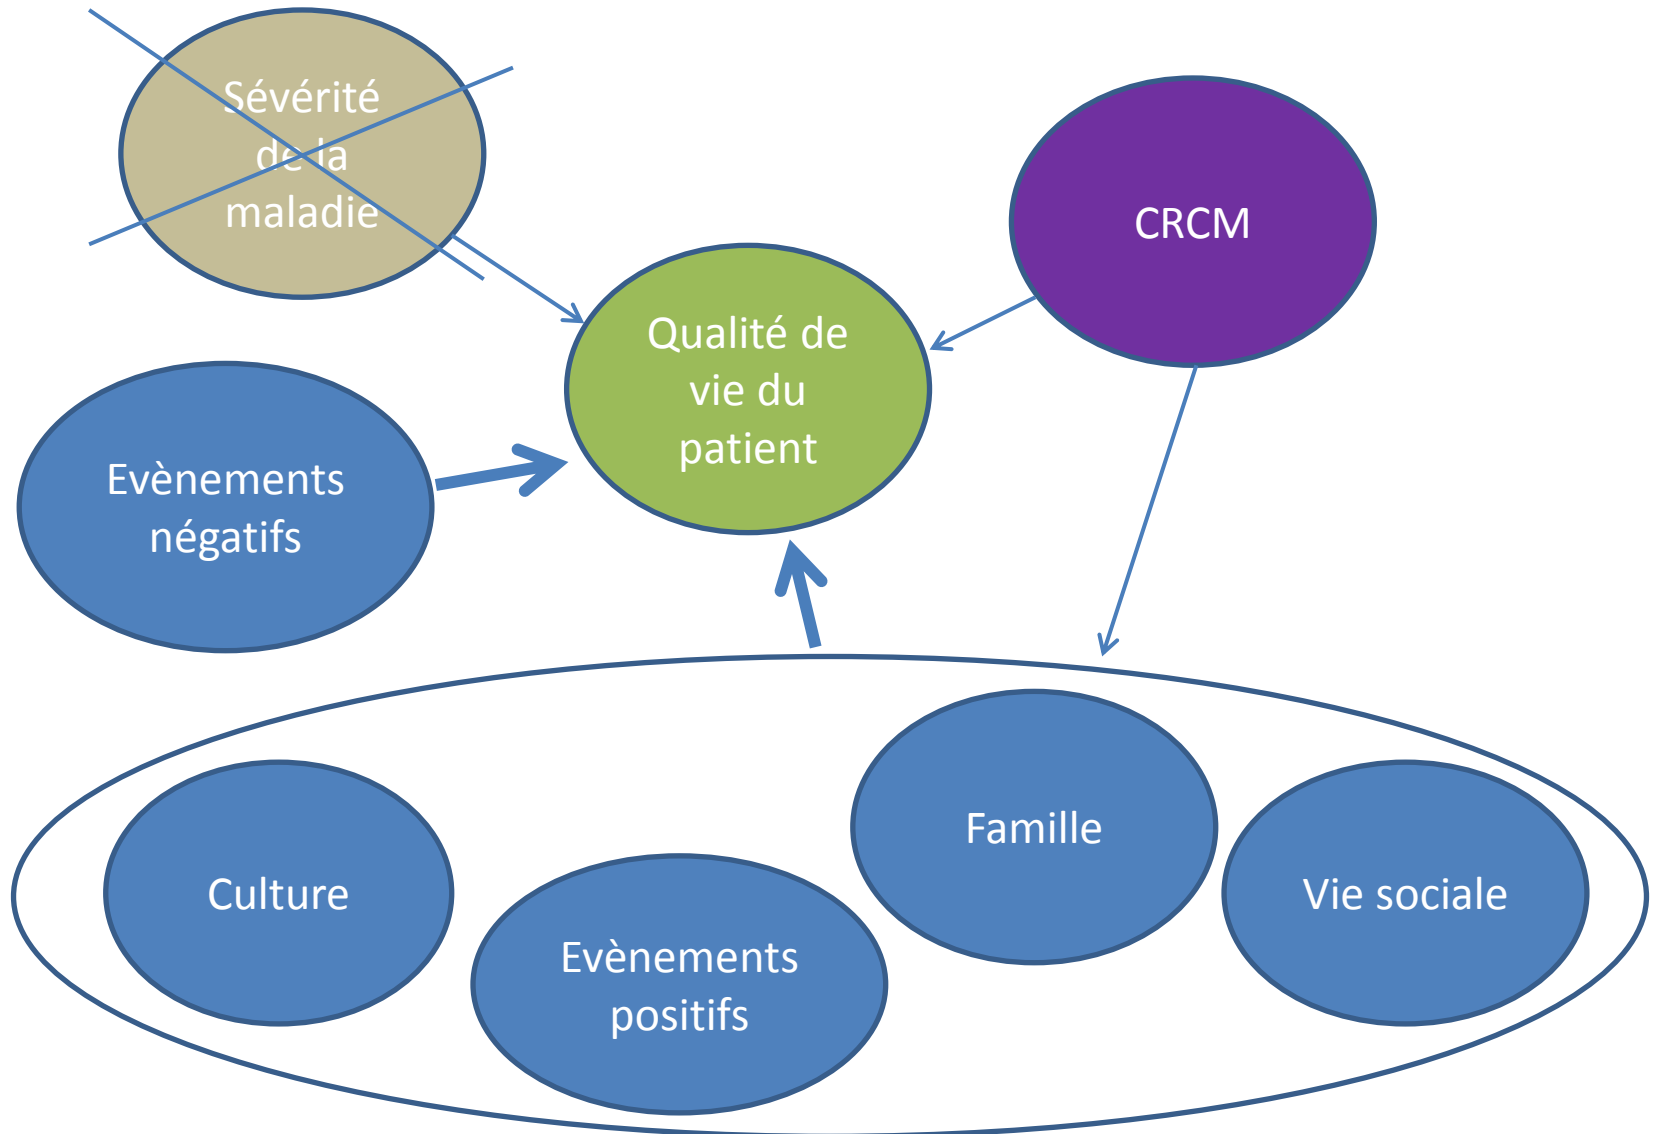 Sévérité
de la
maladie
CRCM
Qualité de
vie du
patient
Evènements
négatifs
Famille
Culture
Vie sociale
Evènements
positifs